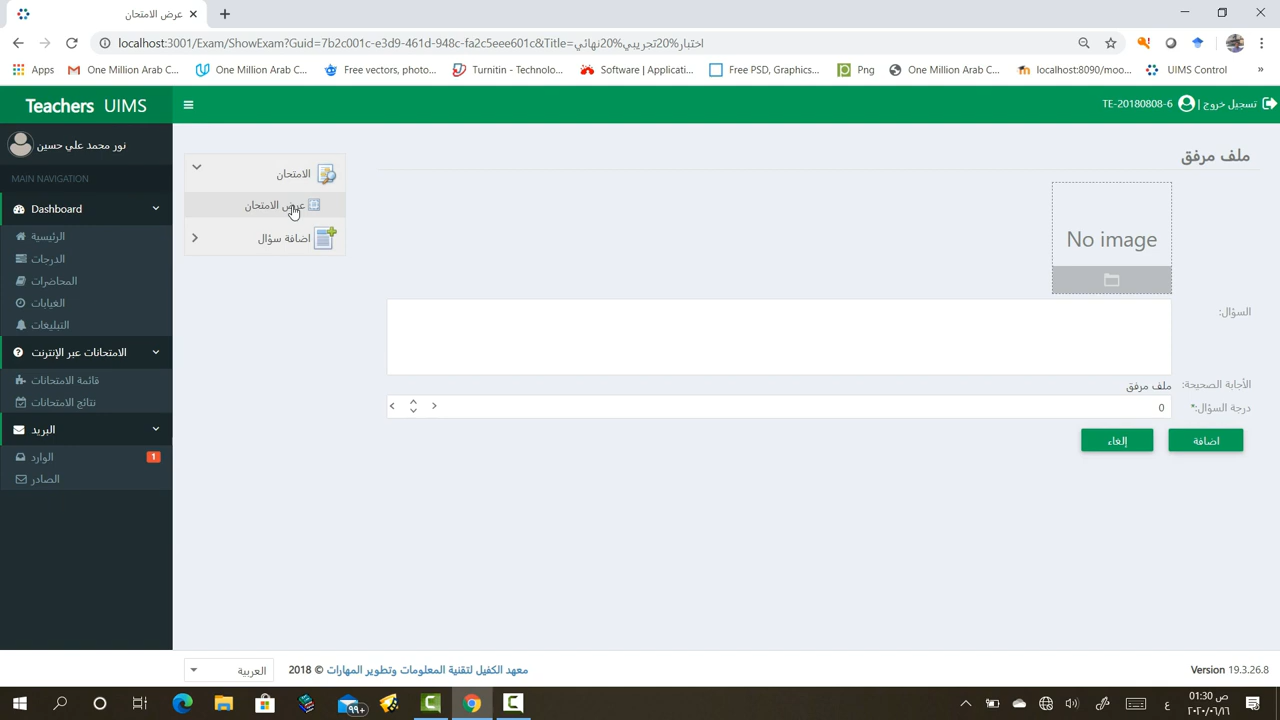 عرض الامتحان
localhost:3001/Exam/ShowExam?Guid=7b2c001c-e3d9-461d-948c-fa2c5eee601c&Title=اختبار%20تجريبي%20نهائي
Apps
One Million Arab C...
One Million Arab C...
Free vectors, photo...
Turnitin - Technolo...
Software | Applicati...
Free PSD, Graphics...
Png
One Million Arab C...
localhost:8090/moo...
UIMS Control
»
Teachers UIMS
TE-20180808-6
تسجيل خروج |
نور محمد علي حسين
MAIN NAVIGATION
Dashboard
الرئيسية
الدرجات
المحاضرات
الغيابات
التبليغات
الامتحانات عبر الإنترنت
قائمة الامتحانات
نتائج الامتحانات
البريد
الوارد
1
الصادر
الامتحان
عرض الامتحان
اضافة سؤال
ملف مرفق
No image
السؤال:
الأجابة الصحيحة:
ملف مرفق
درجة السؤال:*
0
اضافة
إلغاء
العربية
معهد الكفيل لتقنية المعلومات وتطوير المهارات © 2018
Version 19.3.26.8
٩٩+
ع
01:30 ص
٢٠٢٠/٠٦/١٦